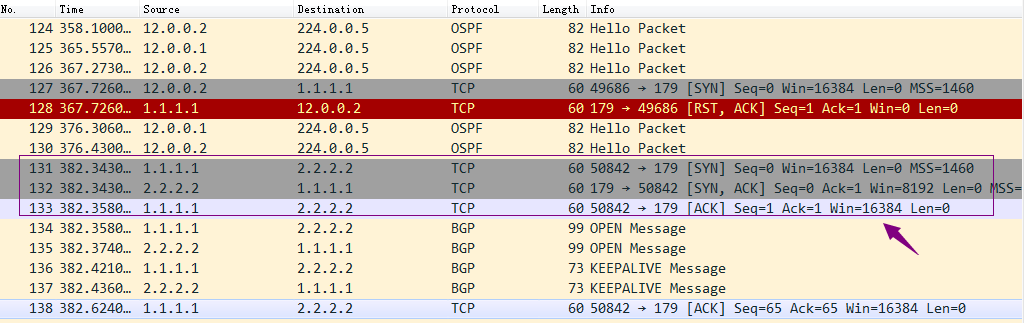 No. Time Source Destination Protocol Length Info
124 358.1000… 12.0.0.2 224.0.0.5 OSPF 82 Hello Packet
125 365.5570… 12.0.0.1 224.0.0.5 OSPF 82 Hello Packet
126 367.2730… 12.0.0.2 224.0.0.5 OSPF 82 Hello Packet
127 367.7260… 12.0.0.2 1.1.1.1 TCP 60 49686 → 179 [SYN] Seq=0 Win=16384 Len=0 MSS=1460
128 367.7260… 1.1.1.1 12.0.0.2 TCP 60 179 → 49686 [RST, ACK] Seq=1 Ack=1 Win=0 Len=0
129 376.3060… 12.0.0.1 224.0.0.5 OSPF 82 Hello Packet
130 376.4300… 12.0.0.2 224.0.0.5 OSPF 82 Hello Packet
131 382.3430… 1.1.1.1 2.2.2.2 TCP 60 50842 → 179 [SYN] Seq=0 Win=16384 Len=0 MSS=1460
132 382.3430… 2.2.2.2 1.1.1.1 TCP 60 179 → 50842 [SYN, ACK] Seq=0 Ack=1 Win=8192 Len=0 MSS=
133 382.3580… 1.1.1.1 2.2.2.2 TCP 60 50842 → 179 [ACK] Seq=1 Ack=1 Win=16384 Len=0
134 382.3580… 1.1.1.1 2.2.2.2 BGP 99 OPEN Message
135 382.3740… 2.2.2.2 1.1.1.1 BGP 99 OPEN Message
136 382.4210… 1.1.1.1 2.2.2.2 BGP 73 KEEPALIVE Message
137 382.4360… 2.2.2.2 1.1.1.1 BGP 73 KEEPALIVE Message
138 382.6240… 1.1.1.1 2.2.2.2 TCP 60 50842 → 179 [ACK] Seq=65 Ack=65 Win=16384 Len=0